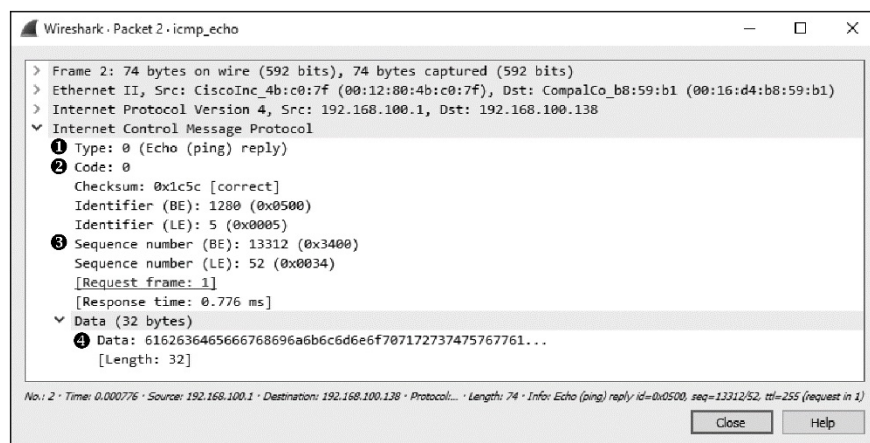 Wireshark · Packet 2 · icmp_echo
> Frame 2: 74 bytes on wire (592 bits), 74 bytes captured (592 bits)
> Ethernet II, Src: CiscoInc_4b:c0:7f (00:12:80:4b:c0:7f), Dst: CompalCo_b8:59:b1 (00:16:d4:b8:59:b1)
> Internet Protocol Version 4, Src: 192.168.100.1, Dst: 192.168.100.138
Internet Control Message Protocol
❶ Type: 0 (Echo (ping) reply)
❷ Code: 0
Checksum: 0x1c5c [correct]
Identifier (BE): 1280 (0x0500)
Identifier (LE): 5 (0x0005)
❸ Sequence number (BE): 13312 (0x3400)
Sequence number (LE): 52 (0x0034)
[Request frame: 1]
[Response time: 0.776 ms]
Data (32 bytes)
❹ Data: 6162636465666768696a6b6c6d6e6f707172737475767761...
[Length: 32]
No.: 2 · Time: 0.000776 · Source: 192.168.100.1 · Destination: 192.168.100.138 · Protocol:... · Length: 74 · Info: Echo (ping) reply id=0x0500, seq=13312/52, ttl=255 (request in 1)
Close Help